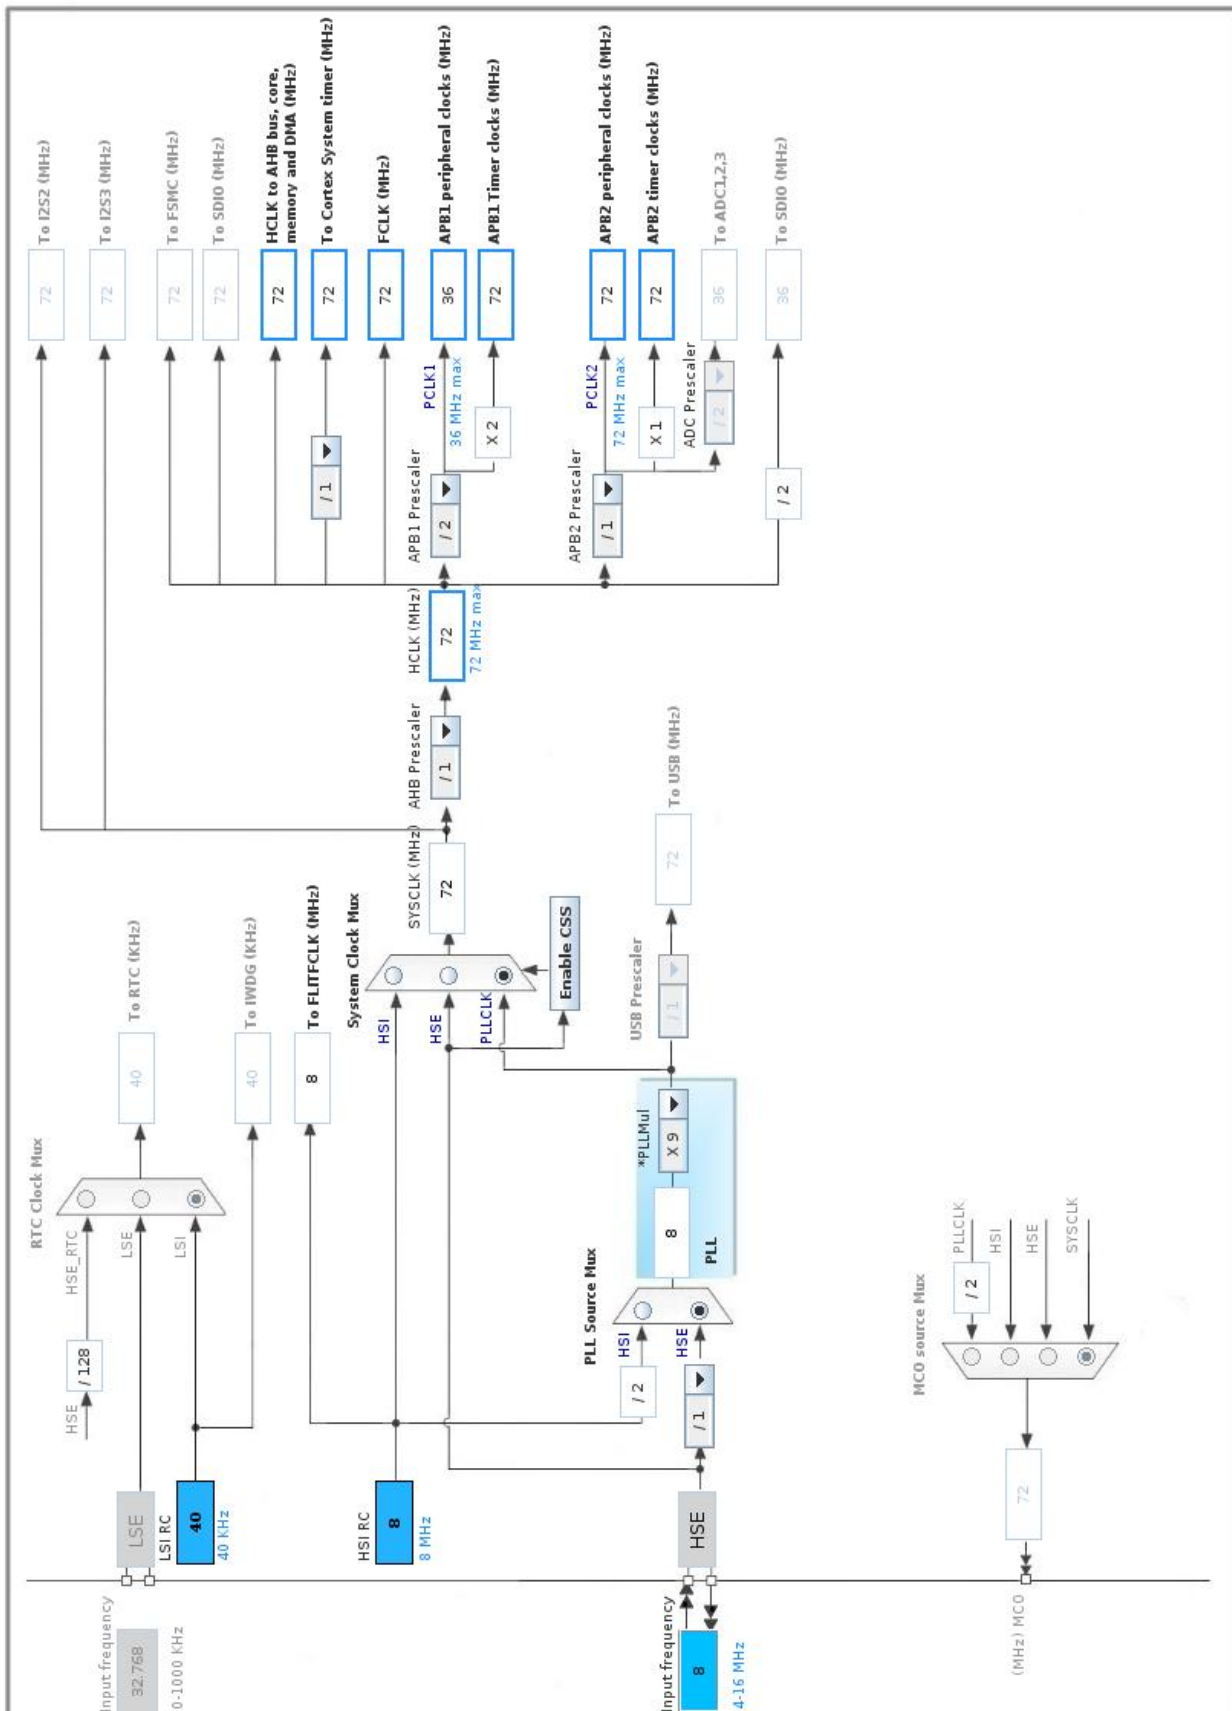 Input frequency
32.768
0-1000 KHz
LSE
LSI RC
40
40 KHz
HSE
/ 128
HSE_RTC
LSE
LSI
RTC Clock Mux
40
To RTC (KHz)
40
To IWDG (KHz)
HSI RC
8
8 MHz
8
To FLITFCLK (MHz)
System Clock Mux
HSI
HSE
PLLCLK
Enable CSS
SYSCLK (MHz)
72
AHB Prescaler
/ 1
HCLK (MHz)
72
72 MHz max
72
To I2S2 (MHz)
72
To I2S3 (MHz)
72
To FSMC (MHz)
72
To SDIO (MHz)
72
HCLK to AHB bus, core,
memory and DMA (MHz)
/ 1
72
To Cortex System timer (MHz)
72
FCLK (MHz)
APB1 Prescaler
/ 2
PCLK1
36 MHz max
36
APB1 peripheral clocks (MHz)
X 2
72
APB1 Timer clocks (MHz)
APB2 Prescaler
/ 1
PCLK2
72 MHz max
72
APB2 peripheral clocks (MHz)
X 1
72
APB2 timer clocks (MHz)
ADC Prescaler
/ 2
36
To ADC1,2,3
/ 2
36
To SDIO (MHz)
Input frequency
8
4-16 MHz
HSE
/ 1
/ 2
PLL Source Mux
HSI
HSE
8
*PLLMul
X 9
PLL
USB Prescaler
/ 1
72
To USB (MHz)
(MHz) MCO
72
MCO source Mux
/ 2
PLLCLK
HSI
HSE
SYSCLK